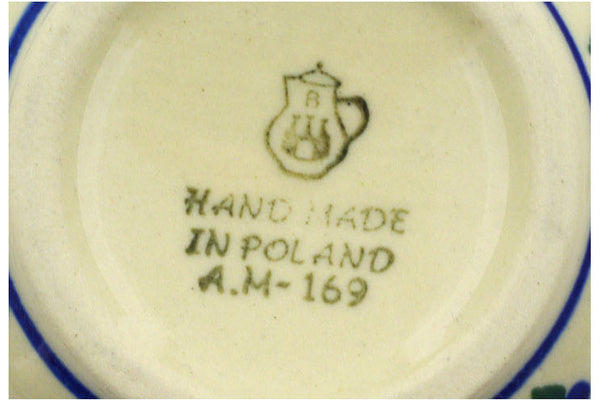 B
HAND MADE
IN POLAND
A.M-169